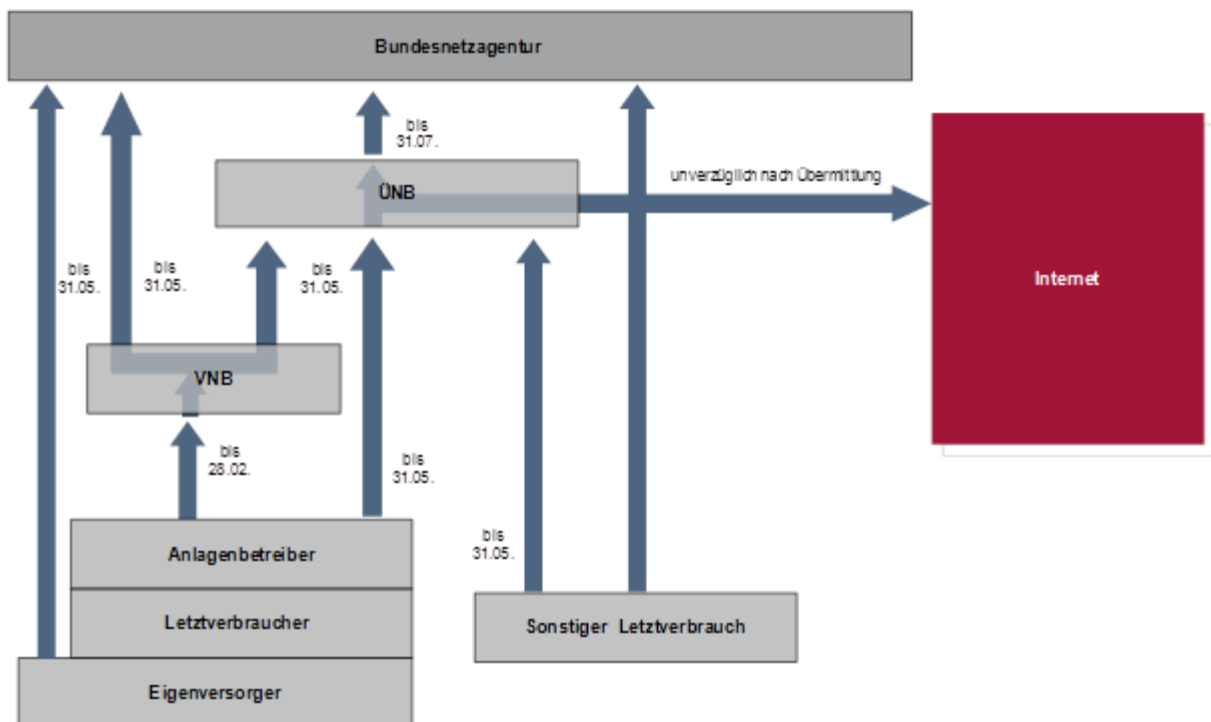 Bundesnetzagentur
bis
31.07.
ÜNB
unverzüglich nach Übermittlung
Internet
bis
31.05.
bis
31.05.
bis
31.05.
VNB
bis
28.02.
bis
31.05.
bis
31.05.
Anlagenbetreiber
Letztverbraucher
Sonstiger Letztverbrauch
Eigenversorger